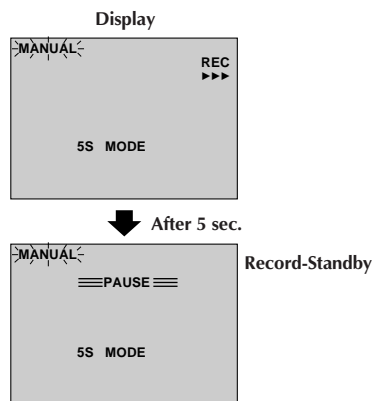 Display
MANUAL
REC
►►►
5S MODE
After 5 sec.
MANUAL
PAUSE
Record-Standby
5S MODE